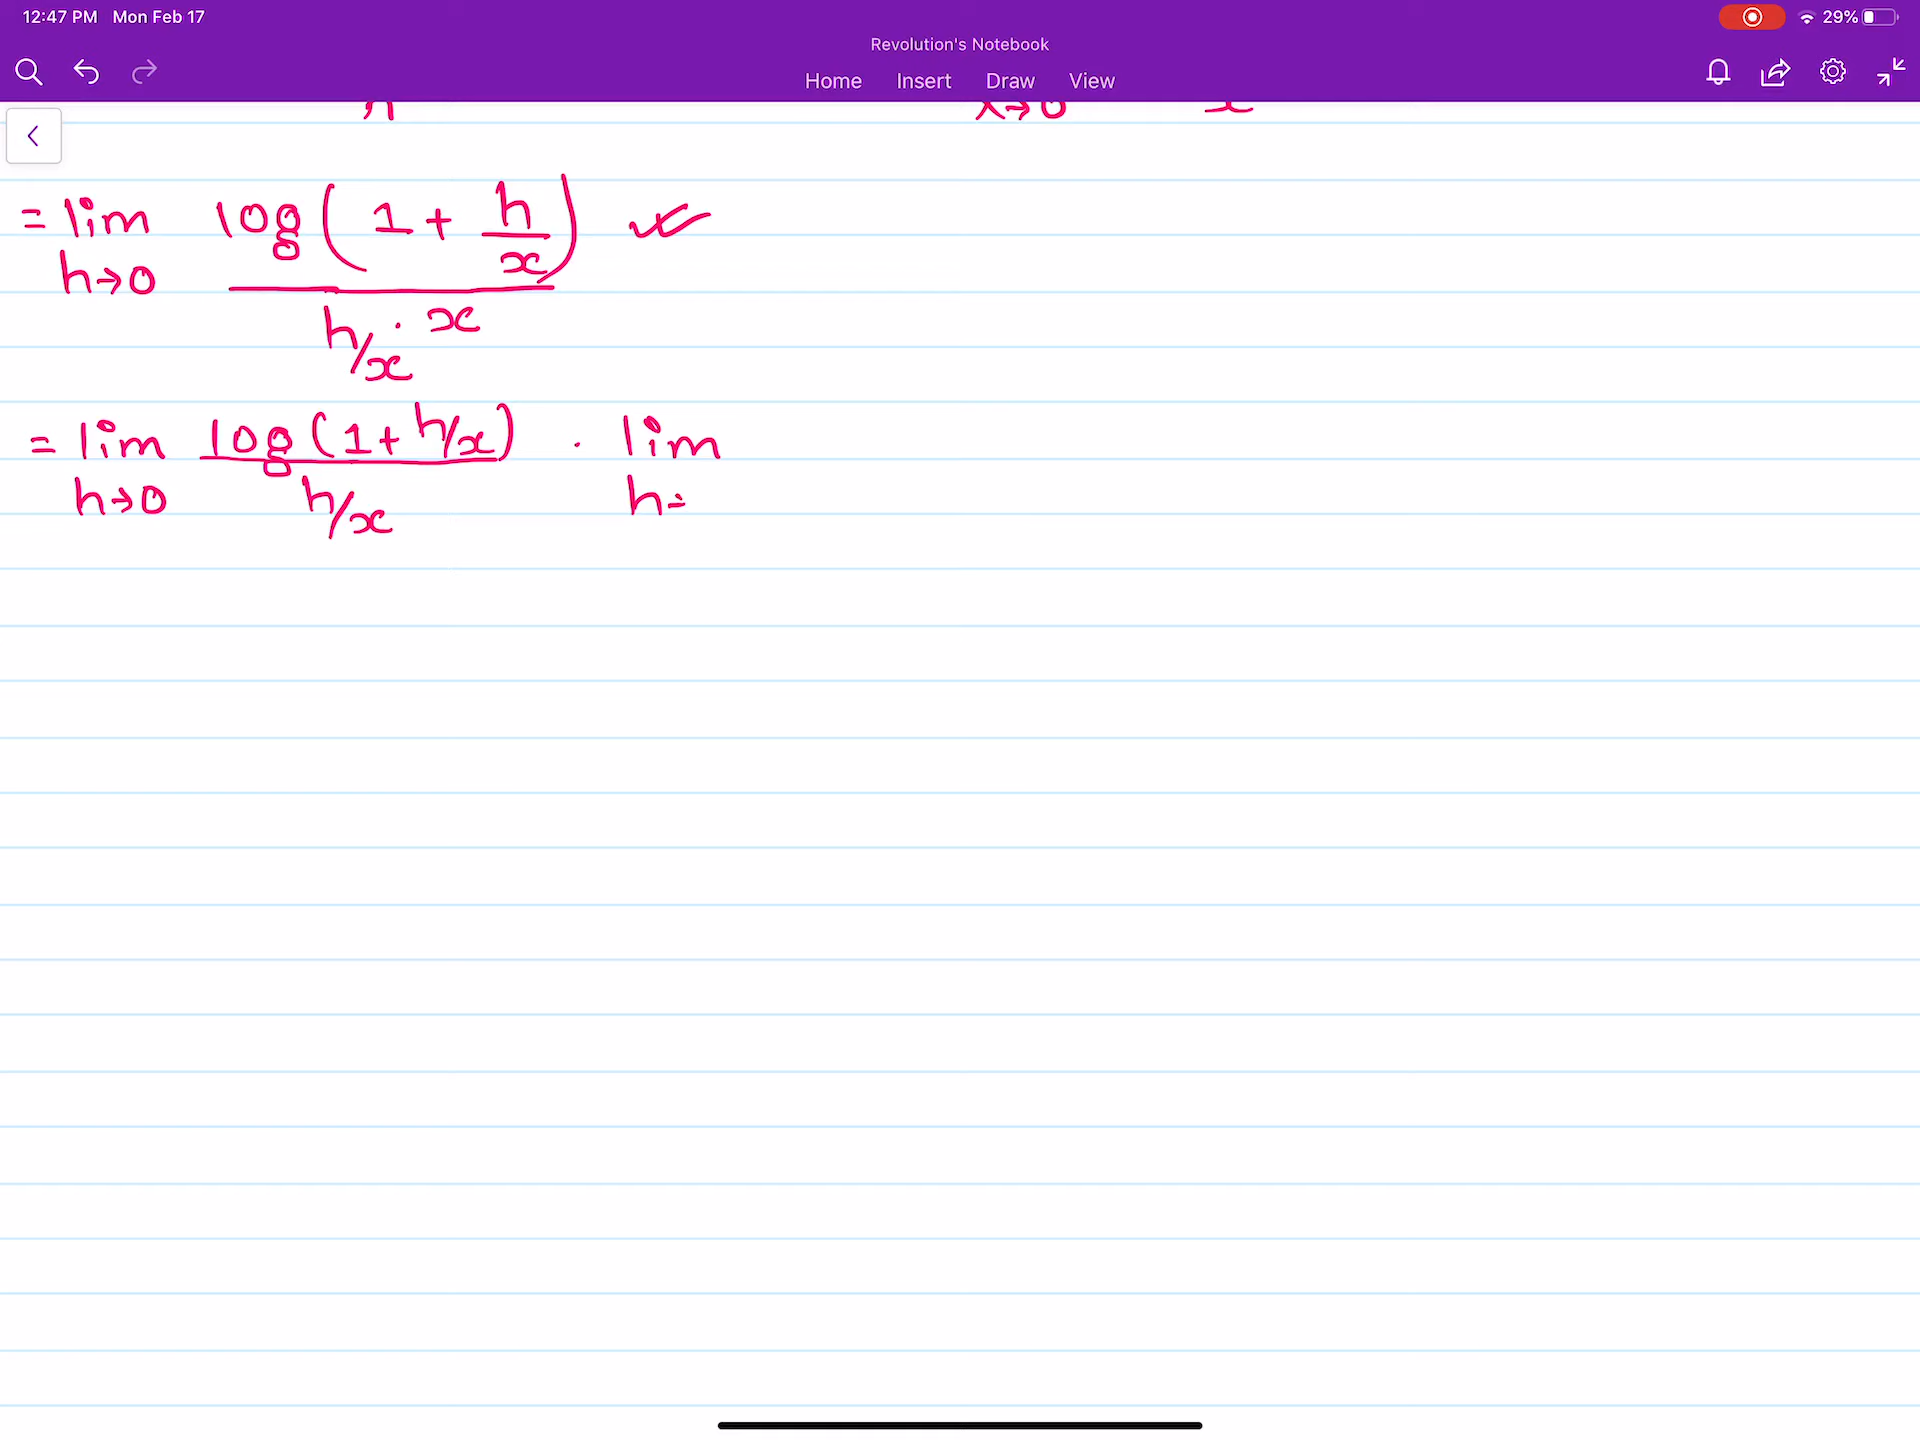 12:47 PM Mon Feb 17 29%
Revolution's Notebook
Home Insert Draw View
x→0 x
= lim log ( 1 + h/x )
h→0 h/x · x
= lim log (1 + h/x) · lim
h→0 h/x h=